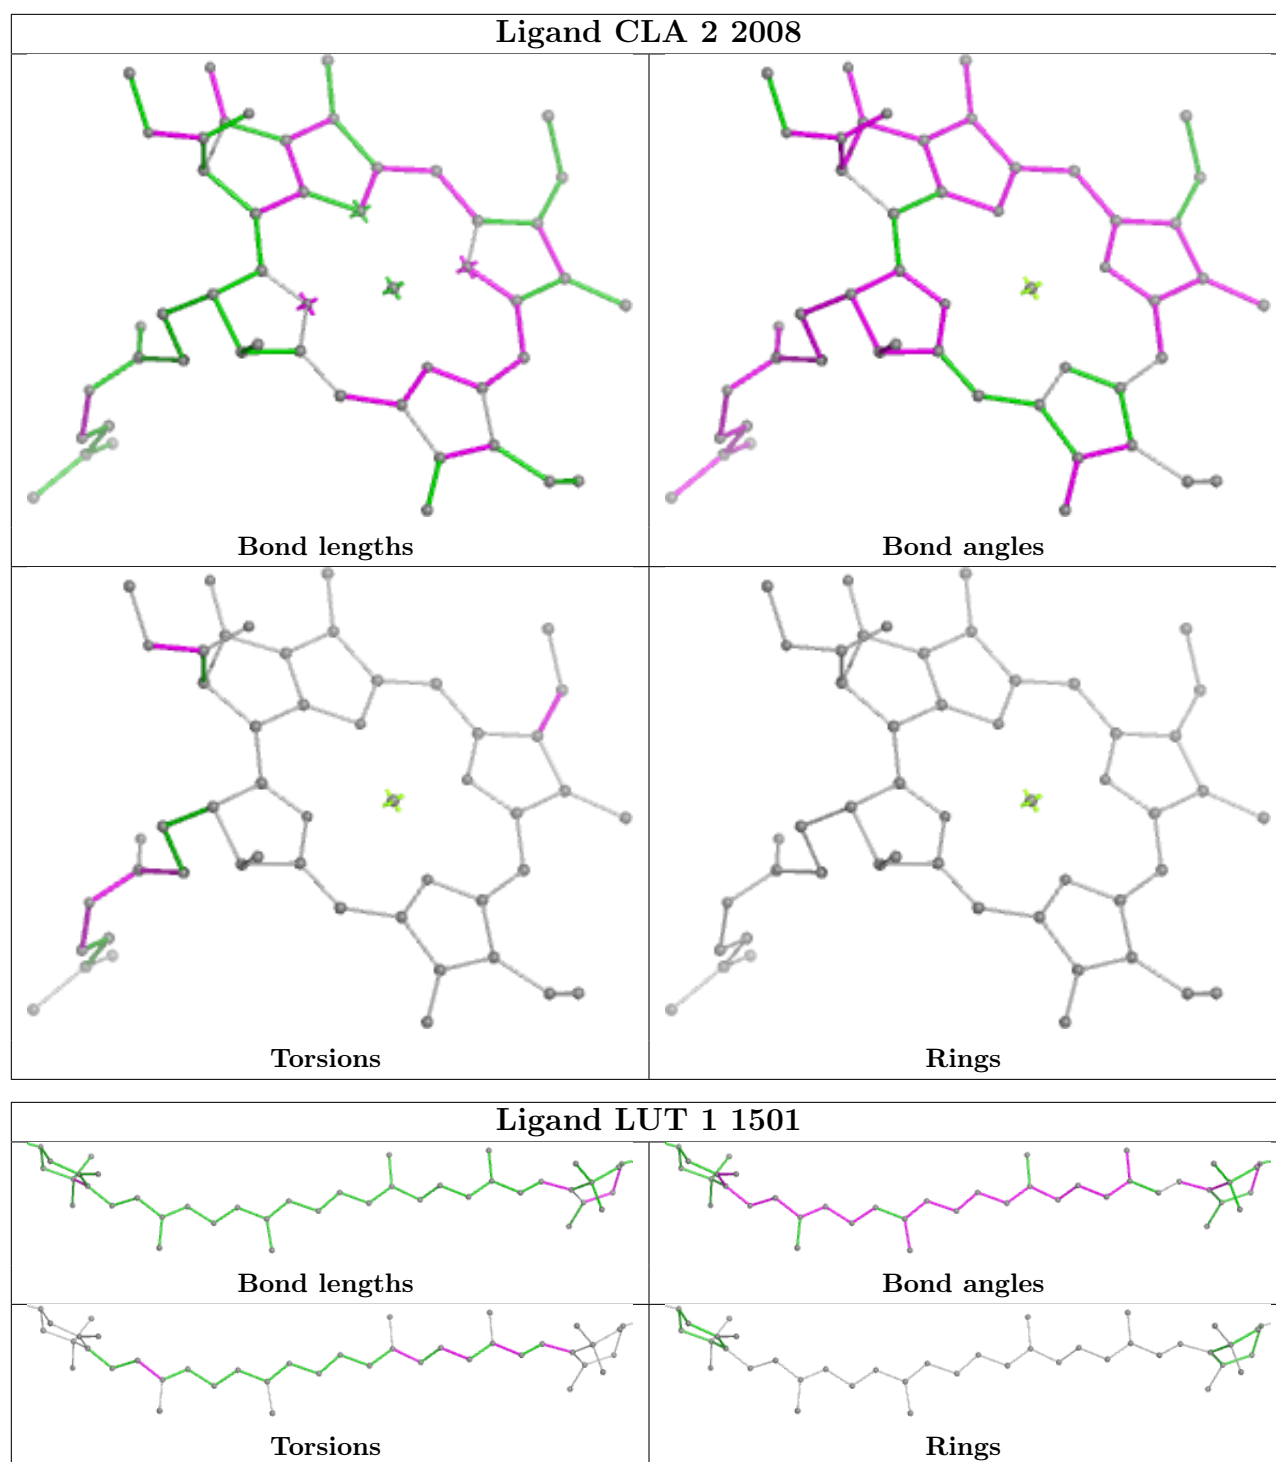 Ligand CLA 2 2008
Bond lengths
Bond angles
Torsions
Rings
Ligand LUT 1 1501
Bond lengths
Bond angles
Torsions
Rings